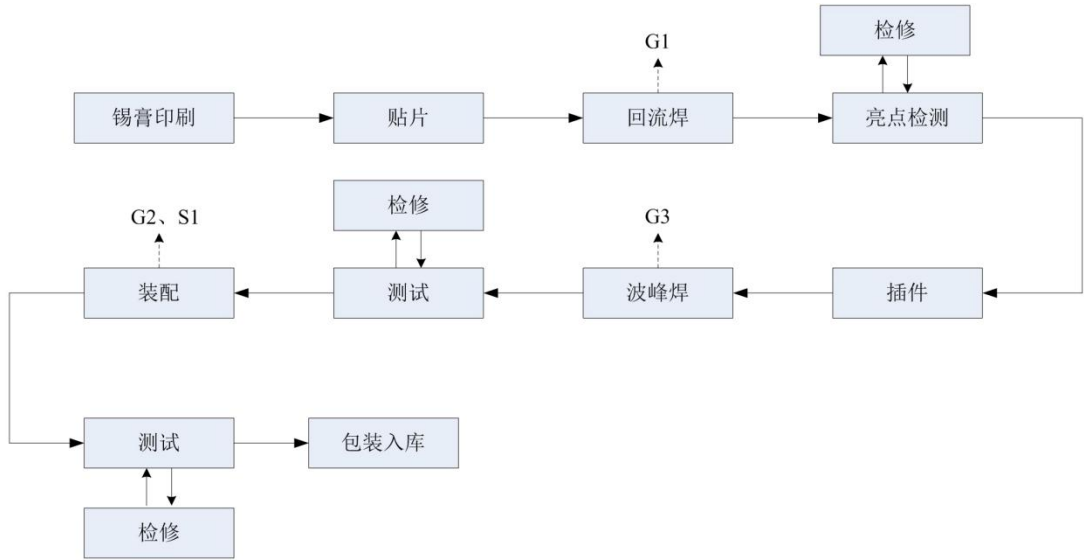 检修
G1
锡膏印刷
贴片
回流焊
亮点检测
检修
G2、S1
G3
装配
测试
波峰焊
插件
测试
包装入库
检修